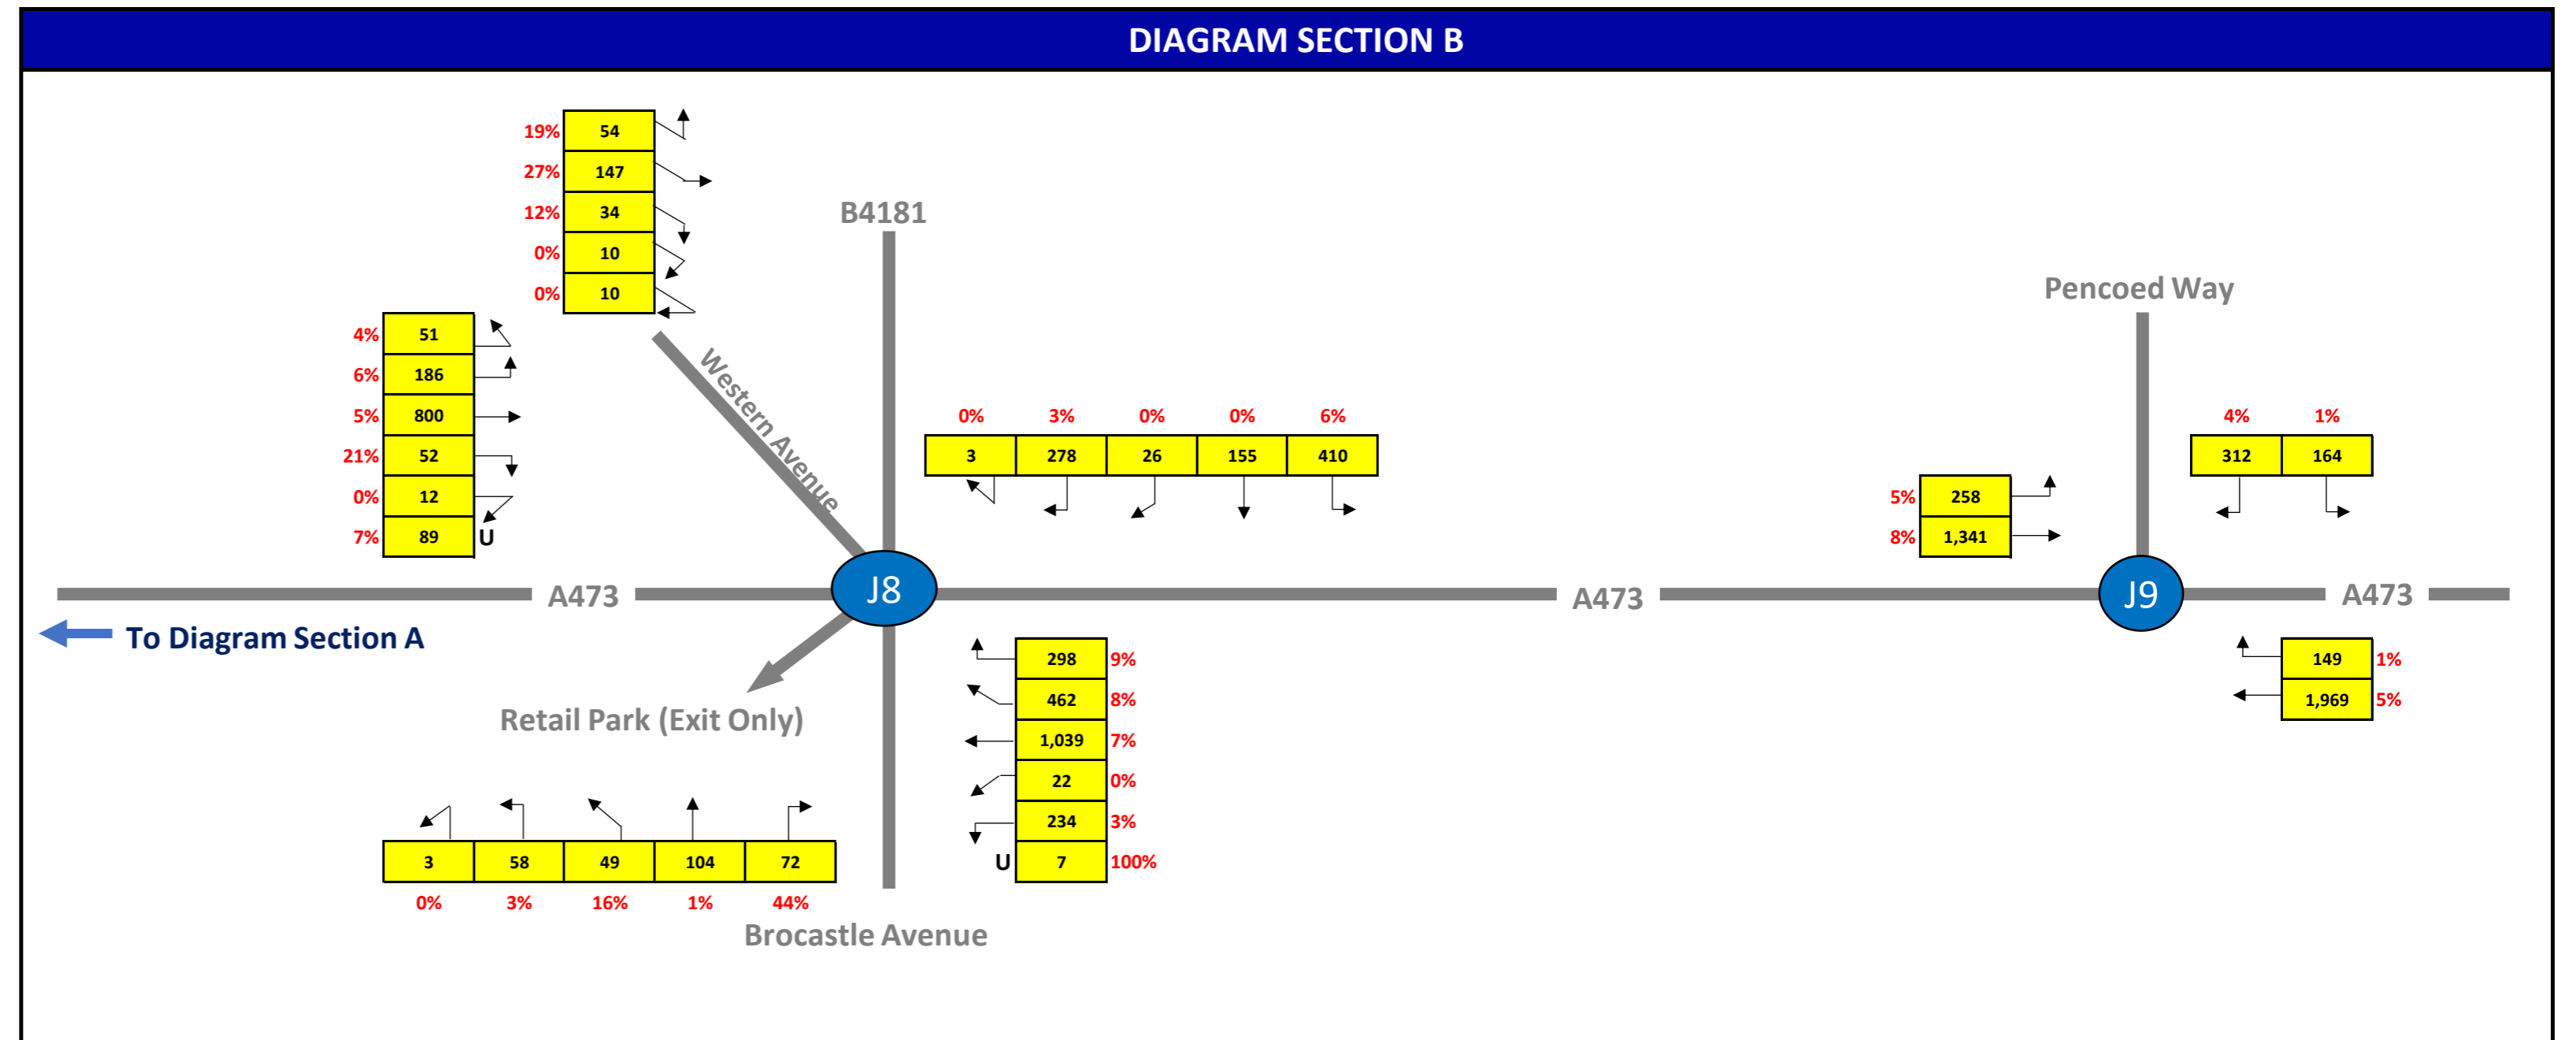 DIAGRAM SECTION B
19% 54
27% 147
12% 34
0% 10
0% 10
B4181
Pencoed Way
4% 51
6% 186
5% 800
21% 52
0% 12
7% 89 U
Western Avenue
0% 3% 0% 0% 6%
3 278 26 155 410
5% 258
8% 1,341
4% 1%
312 164
A473
J8
A473
J9
A473
To Diagram Section A
Retail Park (Exit Only)
298 9%
462 8%
1,039 7%
22 0%
234 3%
U 7 100%
149 1%
1,969 5%
3 58 49 104 72
0% 3% 16% 1% 44%
Brocastle Avenue